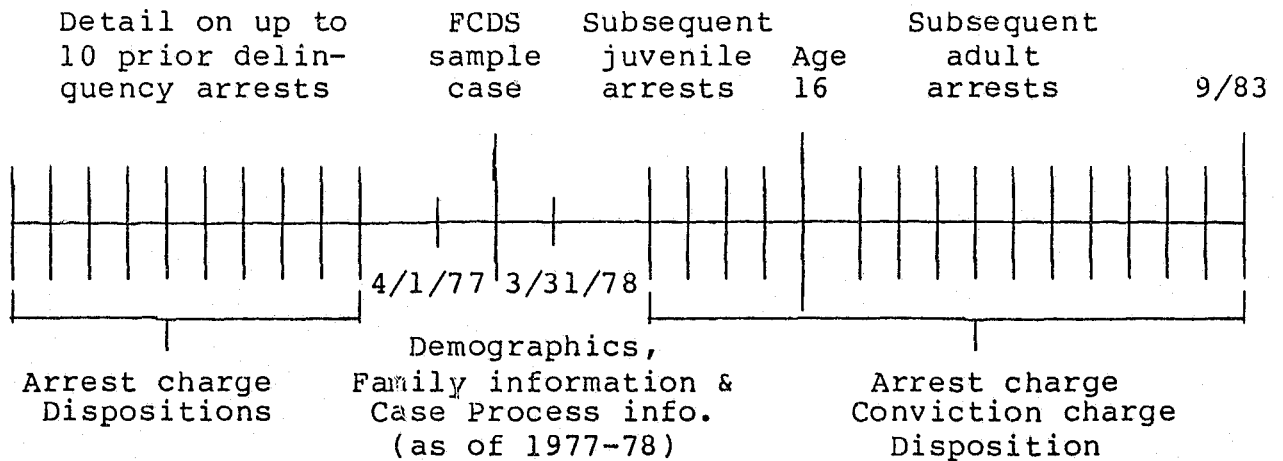 Detail on up to
10 prior delin-
quency arrests
FCDS
sample
case
Subsequent
juvenile
arrests
Age
16
Subsequent
adult
arrests
9/83
4/1/77
3/31/78
Arrest charge
Dispositions
Demographics,
Family information &
Case Process info.
(as of 1977-78)
Arrest charge
Conviction charge
Disposition